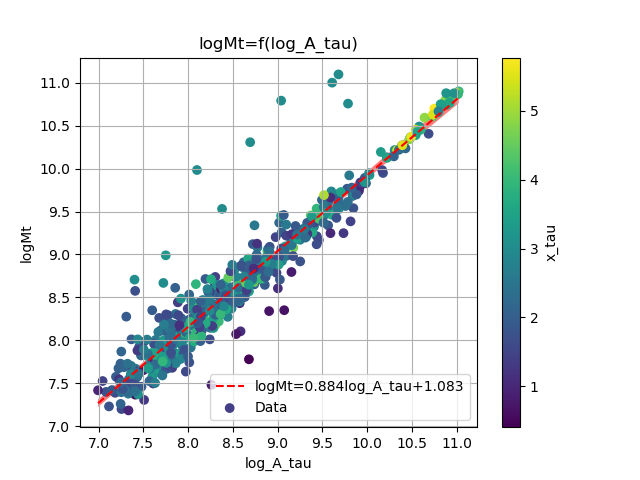 logMt=f(log_A_tau)
11.0
10.5
10.0
9.5
9.0
8.5
8.0
7.5
7.0
logMt
7.0 7.5 8.0 8.5 9.0 9.5 10.0 10.5 11.0
log_A_tau
logMt=0.884log_A_tau+1.083
Data
5
4
3
2
1
x_tau